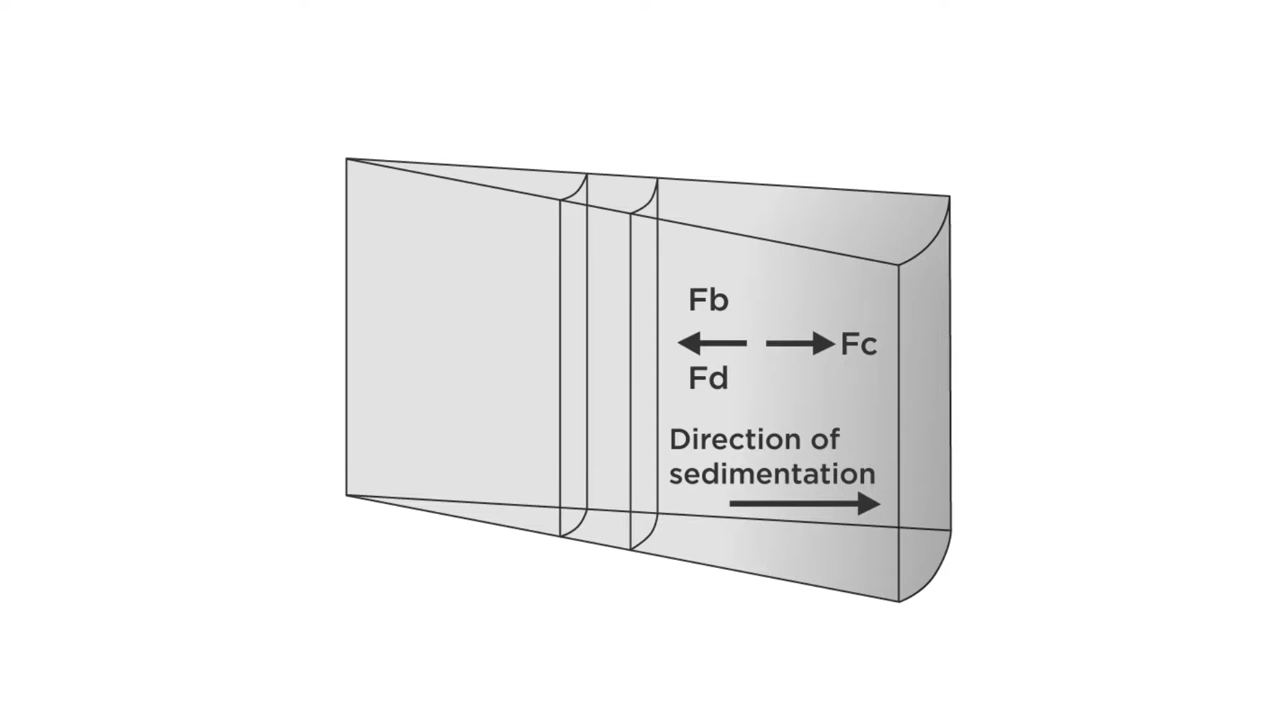 Fb
Fc
Fd
Direction of
sedimentation